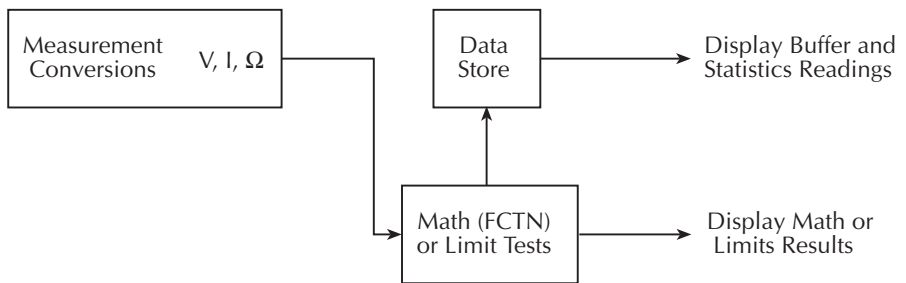 Measurement
Conversions V, I, Ω
Data
Store
Display Buffer and
Statistics Readings
Math (FCTN)
or Limit Tests
Display Math or
Limits Results